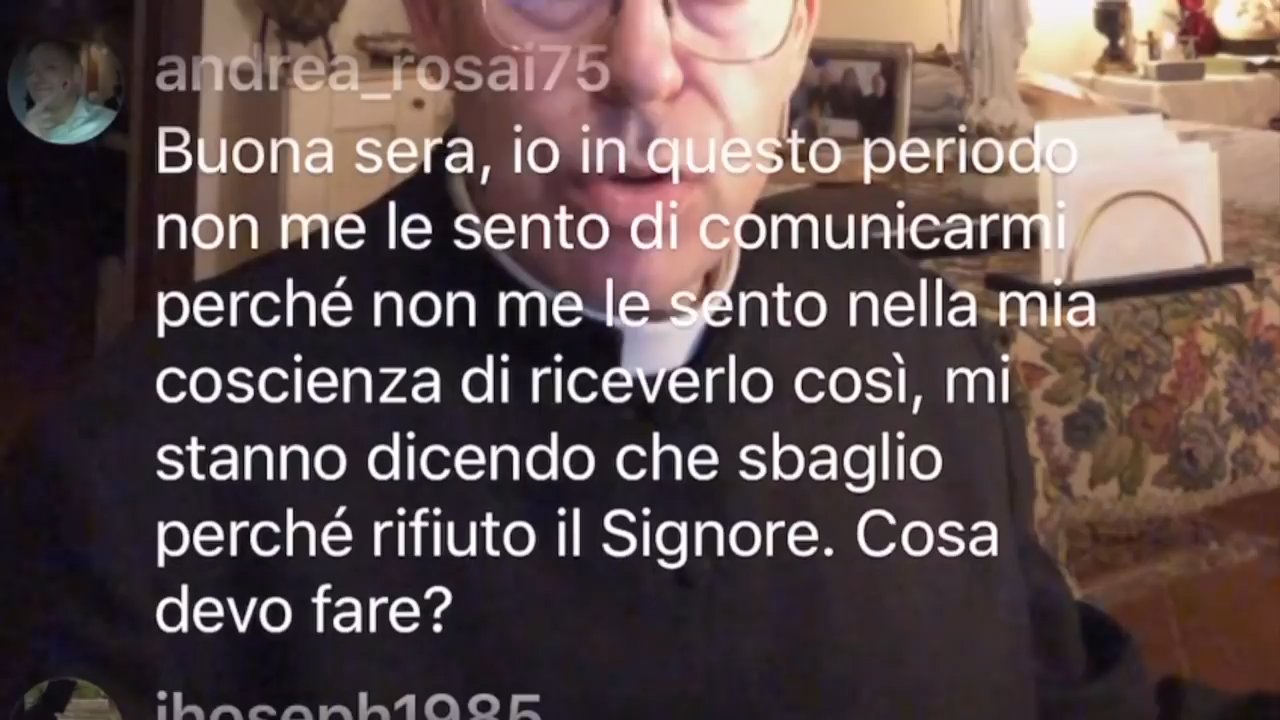 andrea_rosai75
Buona sera, io in questo periodo
non me le sento di comunicarmi
perché non me le sento nella mia
coscienza di riceverlo così, mi
stanno dicendo che sbaglio
perché rifiuto il Signore. Cosa
devo fare?
jhoseph1985